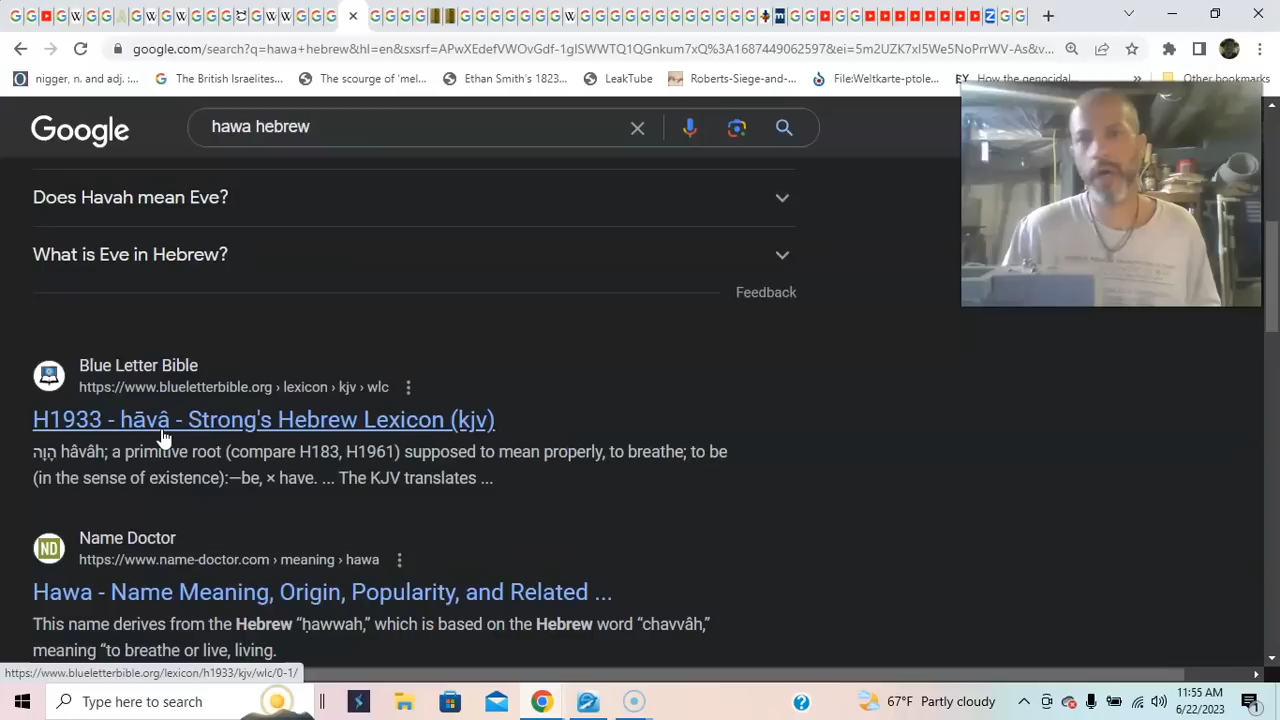 google.com/search?q=hawa+hebrew&hl=en&sxsrf=APwXEdefVWOvGdf-1gISWWTQ1QGnkum7xQ%3A1687449062597&ei=5m2UZK7xI5We5NoPrrWV-As&u...
nigger, n. and adj. :... The British Israelites... The scourge of 'mel... Ethan Smith's 1823... LeakTube Roberts-Siege-and-... File:Weltkarte-ptole... EY How the genocidal... » Other bookmarks
Google hawa hebrew
Does Havah mean Eve?
What is Eve in Hebrew?
Feedback
Blue Letter Bible
https://www.blueletterbible.org › lexicon › kjv › wlc
H1933 - hāvâ - Strong's Hebrew Lexicon (kjv)
הָוָה hâvâh; a primitive root (compare H183, H1961) supposed to mean properly, to breathe; to be
(in the sense of existence):—be, × have. ... The KJV translates ...
ND Name Doctor
https://www.name-doctor.com › meaning › hawa
Hawa - Name Meaning, Origin, Popularity, and Related ...
This name derives from the Hebrew “ḥawwah,” which is based on the Hebrew word “chavvâh,”
meaning “to breathe or live, living.
https://www.blueletterbible.org/lexicon/h1933/kjv/wlc/0-1/
Type here to search
67°F Partly cloudy
11:55 AM
6/22/2023